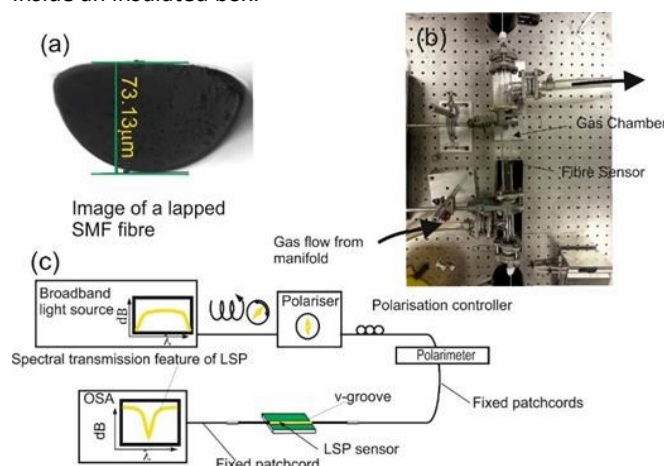 inside an insulated box.
(a)
73.13μm
Image of a lapped
SMF fibre
(b)
Gas Chamber
Fibre Sensor
Gas flow from
manifold
(c)
Broadband
light source
dB
λ
Polariser
Polarisation controller
Polarimeter
Spectral transmission feature of LSP
OSA
dB
λ
v-groove
LSP sensor
Fixed patchcords
Fixed patchcord